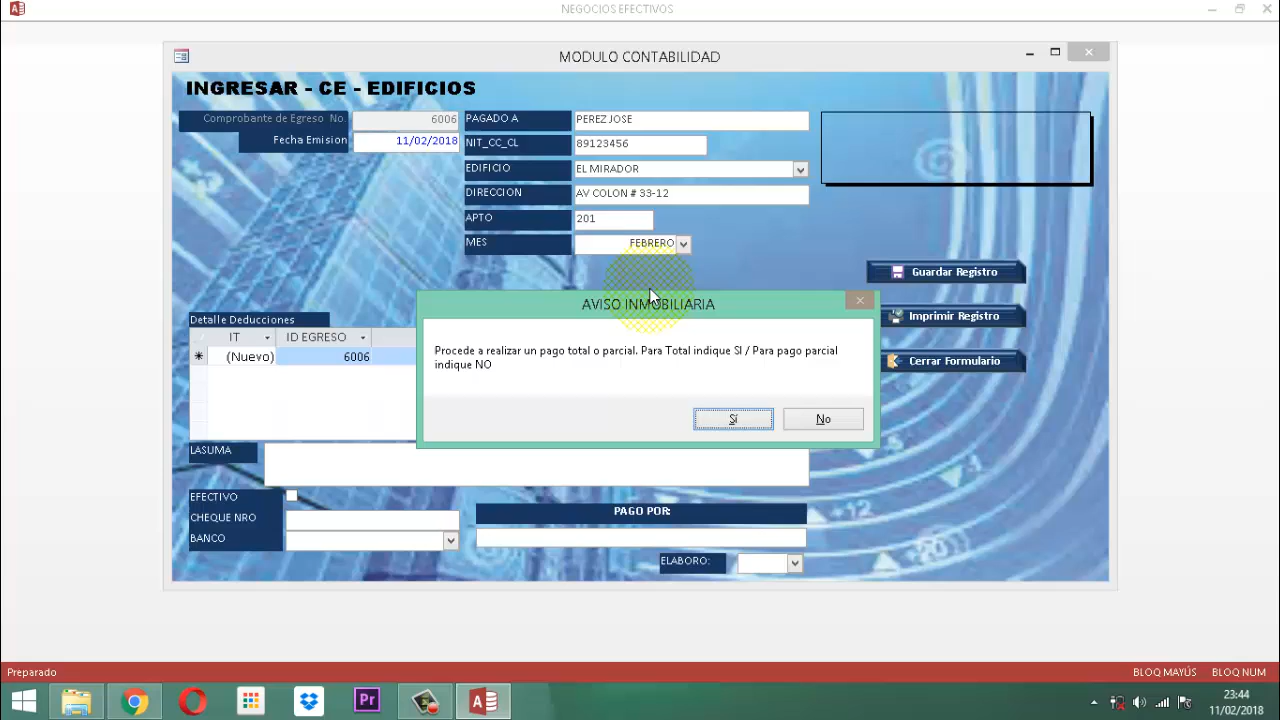 NEGOCIOS EFECTIVOS
MODULO CONTABILIDAD
INGRESAR - CE - EDIFICIOS
Comprobante de Egreso No. 6006
Fecha Emision 11/02/2018
PAGADO A PEREZ JOSE
NIT_CC_CL 89123456
EDIFICIO EL MIRADOR
DIRECCION AV COLON # 33-12
APTO 201
MES FEBRERO
Guardar Registro
Imprimir Registro
Cerrar Formulario
Detalle Deducciones
IT ID EGRESO
(Nuevo) 6006
AVISO INMOBILIARIA
Procede a realizar un pago total o parcial. Para Total indique SI / Para pago parcial
indique NO
Sí No
LASUMA
EFECTIVO
CHEQUE NRO
BANCO
PAGO POR:
ELABORO:
+12
Preparado
BLOQ MAYÚS BLOQ NUM
Pr
23:44
11/02/2018